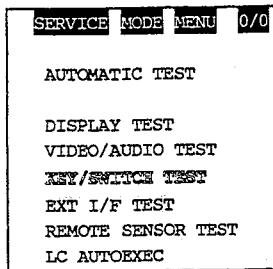 SERVICE MODE MENU 0/0
AUTOMATIC TEST
DISPLAY TEST
VIDEO/AUDIO TEST
KEY/SWITCH TEST
EXT I/F TEST
REMOTE SENSOR TEST
LC AUTOEXEC